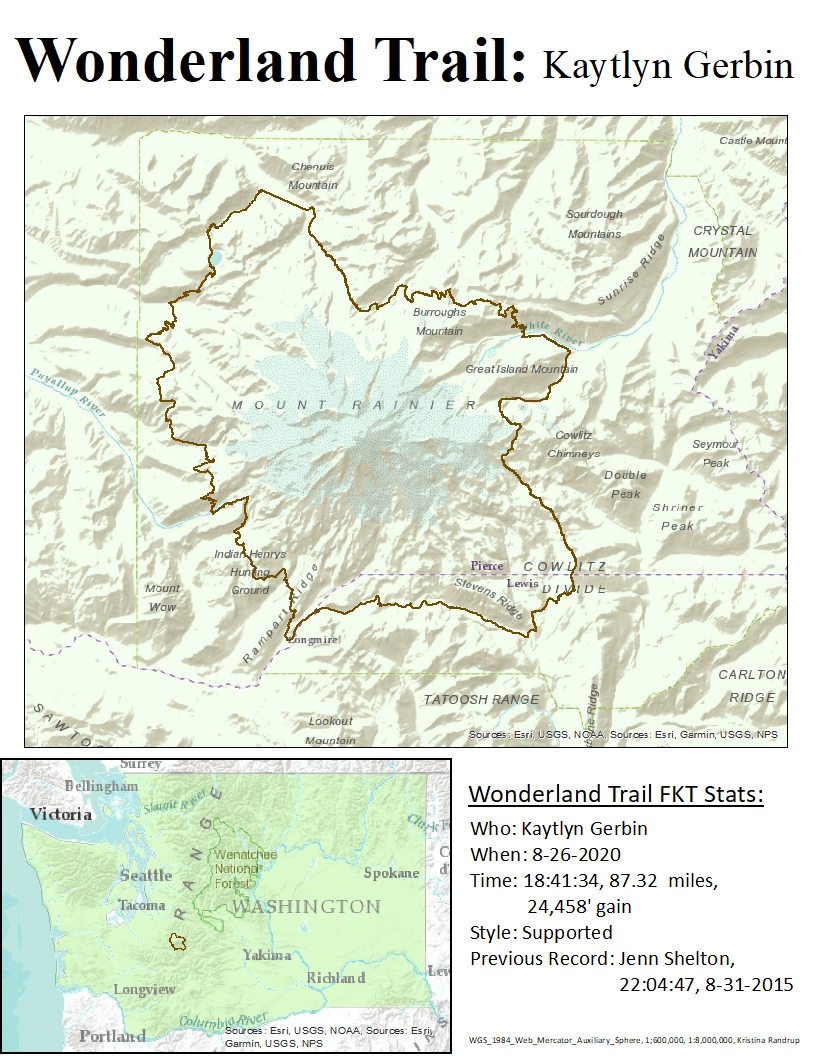 Wonderland Trail: Kaytlyn Gerbin
Castle Mount
Chenuis
Mountain
Sourdough
Mountains
CRYSTAL
MOUNTAIN
Sunrise Ridge
Burroughs
Mountain
White River
Yakima
Great Island Mountain
Puyallup River
MOUNT RAINIER
Cowlitz
Chimneys
Seymour
Peak
Double
Peak
Shriner
Peak
Indian Henrys
Hunting
Ground
Pierce
COWLITZ
Lewis
DIVIDE
Mount
Wow
Stevens Ridge
Rampart Ridge
Longmire
CARLTON
RIDGE
TATOOSH RANGE
SAWTO
Lookout
Mountain
he Ridge
Sources: Esri, USGS, NOAA, Sources: Esri, Garmin, USGS, NPS
Surrey
Bellingham
Victoria
Skagit River
RANGE
Clark F
Wenatchee
National
Forest
Seattle
Spokane
Tacoma
WASHINGTON
Yakima
Richland
Lew
Longview
Columbia River
Portland
Sources: Esri, USGS, NOAA, Sources: Esri,
Garmin, USGS, NPS
Wonderland Trail FKT Stats:
Who: Kaytlyn Gerbin
When: 8-26-2020
Time: 18:41:34, 87.32 miles,
24,458' gain
Style: Supported
Previous Record: Jenn Shelton,
22:04:47, 8-31-2015
WGS_1984_Web_Mercator_Auxiliary_Sphere, 1:600,000, 1:8,000,000, Kristina Randrup